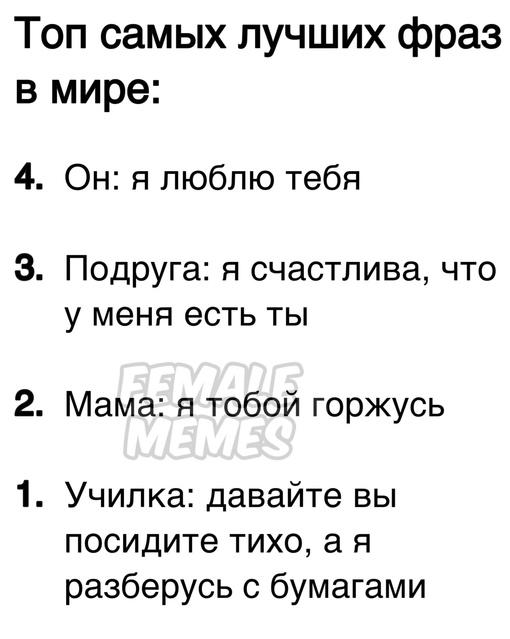 Топ самых лучших фраз
в мире:
4. Он: я люблю тебя
3. Подруга: я счастлива, что
у меня есть ты
FEMALE
MEMES
2. Мама: я тобой горжусь
1. Училка: давайте вы
посидите тихо, а я
разберусь с бумагами